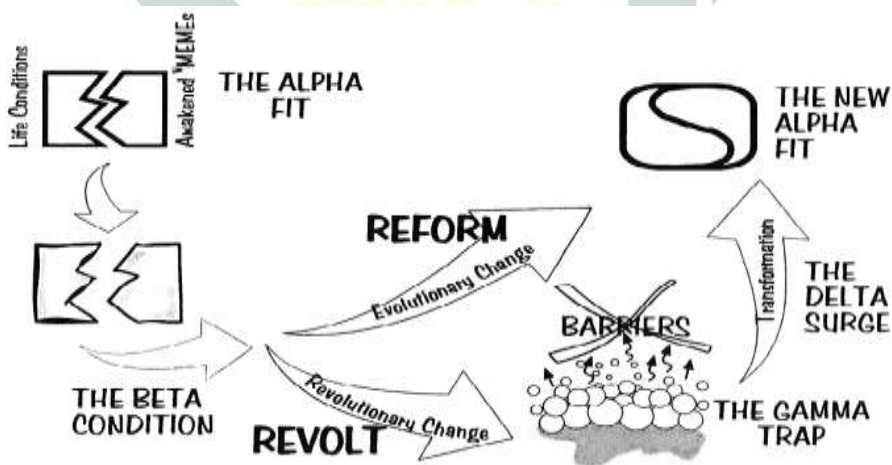 Life Conditions
Awakened ᵛMEMEs
THE ALPHA
FIT
THE NEW
ALPHA
FIT
REFORM
Evolutionary Change
BARRIERS
Transformation
THE
DELTA
SURGE
THE BETA
CONDITION
Revolutionary Change
REVOLT
THE GAMMA
TRAP